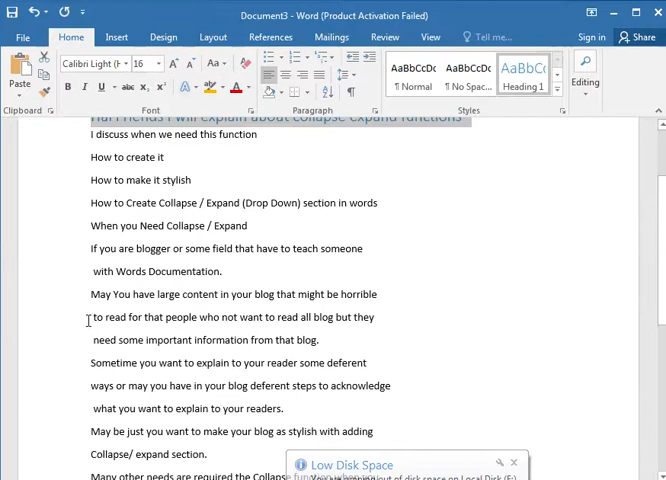 Document3 - Word (Product Activation Failed)
File Home Insert Design Layout References Mailings Review View Tell me... Sign in Share
Paste
Calibri Light (H 16 A A Aa
B I U abc x2 x2 A A
AaBbCcDc AaBbCcDc AaBbCc
¶ Normal ¶ No Spac... Heading 1
Editing
Clipboard Font Paragraph Styles
Hai Friends I will explain about collapse expand functions
I discuss when we need this function
How to create it
How to make it stylish
How to Create Collapse / Expand (Drop Down) section in words
When you Need Collapse / Expand
If you are blogger or some field that have to teach someone
with Words Documentation.
May You have large content in your blog that might be horrible
to read for that people who not want to read all blog but they
need some important information from that blog.
Sometime you want to explain to your reader some deferent
ways or may you have in your blog deferent steps to acknowledge
what you want to explain to your readers.
May be just you want to make your blog as stylish with adding
Collapse/ expand section.
Low Disk Space
Many other needs are required the Collapse function when
You are running out of disk space on Local Disk (F:)